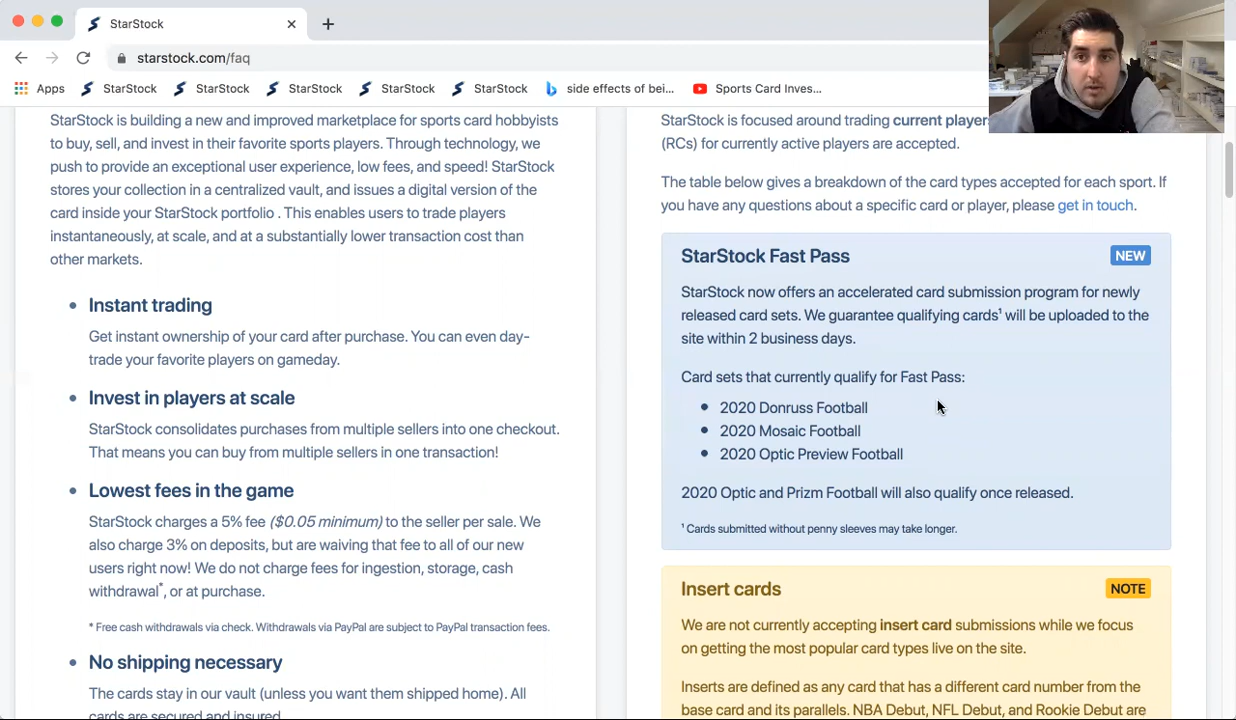 StarStock
starstock.com/faq
Apps
StarStock
StarStock
StarStock
StarStock
StarStock
side effects of bei...
Sports Card Inves...
StarStock is building a new and improved marketplace for sports card hobbyists
to buy, sell, and invest in their favorite sports players. Through technology, we
push to provide an exceptional user experience, low fees, and speed! StarStock
stores your collection in a centralized vault, and issues a digital version of the
card inside your StarStock portfolio . This enables users to trade players
instantaneously, at scale, and at a substantially lower transaction cost than
other markets.
Instant trading
Get instant ownership of your card after purchase. You can even day-
trade your favorite players on gameday.
Invest in players at scale
StarStock consolidates purchases from multiple sellers into one checkout.
That means you can buy from multiple sellers in one transaction!
Lowest fees in the game
StarStock charges a 5% fee ($0.05 minimum) to the seller per sale. We
also charge 3% on deposits, but are waiving that fee to all of our new
users right now! We do not charge fees for ingestion, storage, cash
withdrawal*, or at purchase.
* Free cash withdrawals via check. Withdrawals via PayPal are subject to PayPal transaction fees.
No shipping necessary
The cards stay in our vault (unless you want them shipped home). All
cards are secured and insured
StarStock is focused around trading current players
(RCs) for currently active players are accepted.
The table below gives a breakdown of the card types accepted for each sport. If
you have any questions about a specific card or player, please get in touch.
StarStock Fast Pass NEW
StarStock now offers an accelerated card submission program for newly
released card sets. We guarantee qualifying cards¹ will be uploaded to the
site within 2 business days.
Card sets that currently qualify for Fast Pass:
2020 Donruss Football
2020 Mosaic Football
2020 Optic Preview Football
2020 Optic and Prizm Football will also qualify once released.
¹ Cards submitted without penny sleeves may take longer.
Insert cards NOTE
We are not currently accepting insert card submissions while we focus
on getting the most popular card types live on the site.
Inserts are defined as any card that has a different card number from the
base card and its parallels. NBA Debut, NFL Debut, and Rookie Debut are